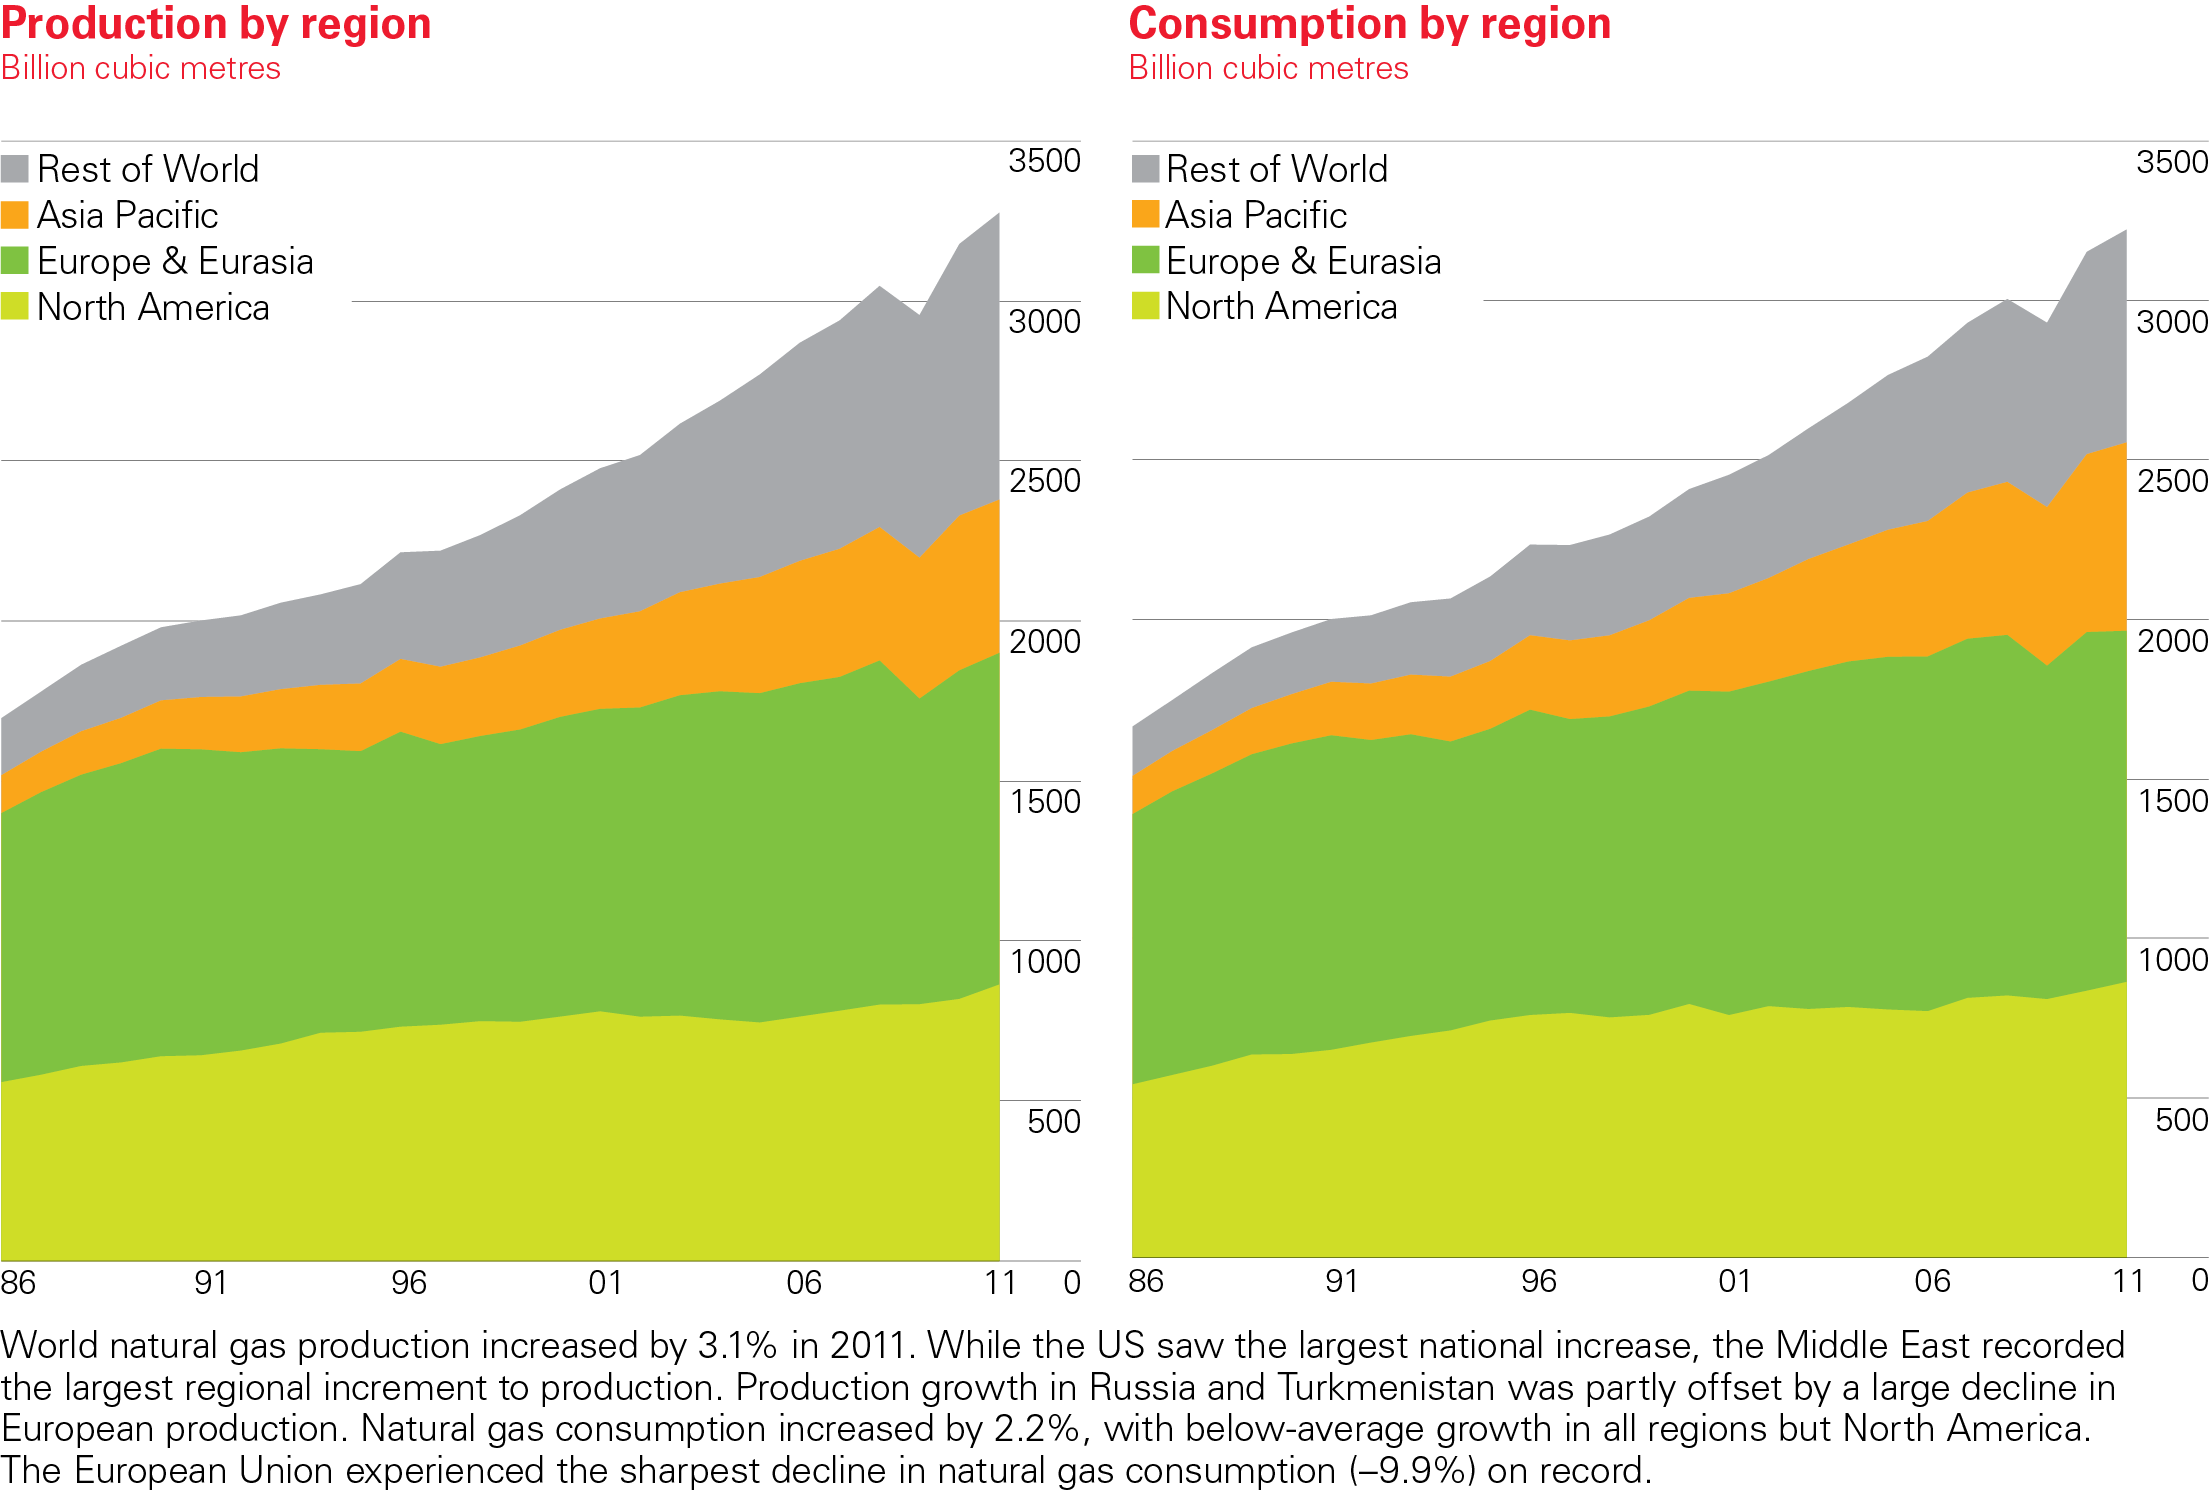 Production by region
Billion cubic metres
3500
Rest of World
Asia Pacific
Europe & Eurasia
North America
3000
2500
2000
1500
1000
500
86 91 96 01 06 11 0
Consumption by region
Billion cubic metres
3500
Rest of World
Asia Pacific
Europe & Eurasia
North America
3000
2500
2000
1500
1000
500
86 91 96 01 06 11 0
World natural gas production increased by 3.1% in 2011. While the US saw the largest national increase, the Middle East recorded
the largest regional increment to production. Production growth in Russia and Turkmenistan was partly offset by a large decline in
European production. Natural gas consumption increased by 2.2%, with below-average growth in all regions but North America.
The European Union experienced the sharpest decline in natural gas consumption (–9.9%) on record.